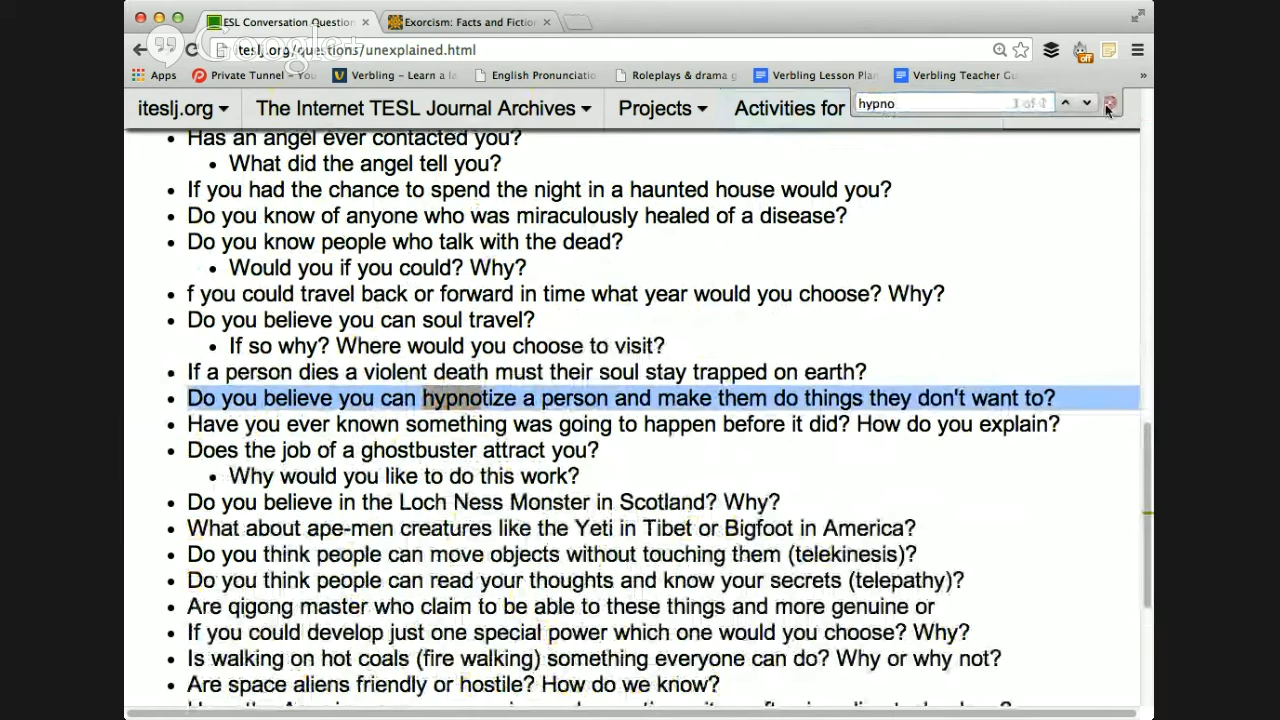 ESL Conversation Question
Exorcism: Facts and Fiction
Google+
iteslj.org/questions/unexplained.html
off
Apps
Private Tunnel – You
Verbling – Learn a la
English Pronunciatio
Roleplays & drama g
Verbling Lesson Plan
Verbling Teacher Gu
»
iteslj.org
The Internet TESL Journal Archives
Projects
Activities for
hypno
Has an angel ever contacted you?
What did the angel tell you?
If you had the chance to spend the night in a haunted house would you?
Do you know of anyone who was miraculously healed of a disease?
Do you know people who talk with the dead?
Would you if you could? Why?
f you could travel back or forward in time what year would you choose? Why?
Do you believe you can soul travel?
If so why? Where would you choose to visit?
If a person dies a violent death must their soul stay trapped on earth?
Do you believe you can hypnotize a person and make them do things they don't want to?
Have you ever known something was going to happen before it did? How do you explain?
Does the job of a ghostbuster attract you?
Why would you like to do this work?
Do you believe in the Loch Ness Monster in Scotland? Why?
What about ape-men creatures like the Yeti in Tibet or Bigfoot in America?
Do you think people can move objects without touching them (telekinesis)?
Do you think people can read your thoughts and know your secrets (telepathy)?
Are qigong master who claim to be able to these things and more genuine or
If you could develop just one special power which one would you choose? Why?
Is walking on hot coals (fire walking) something everyone can do? Why or why not?
Are space aliens friendly or hostile? How do we know?